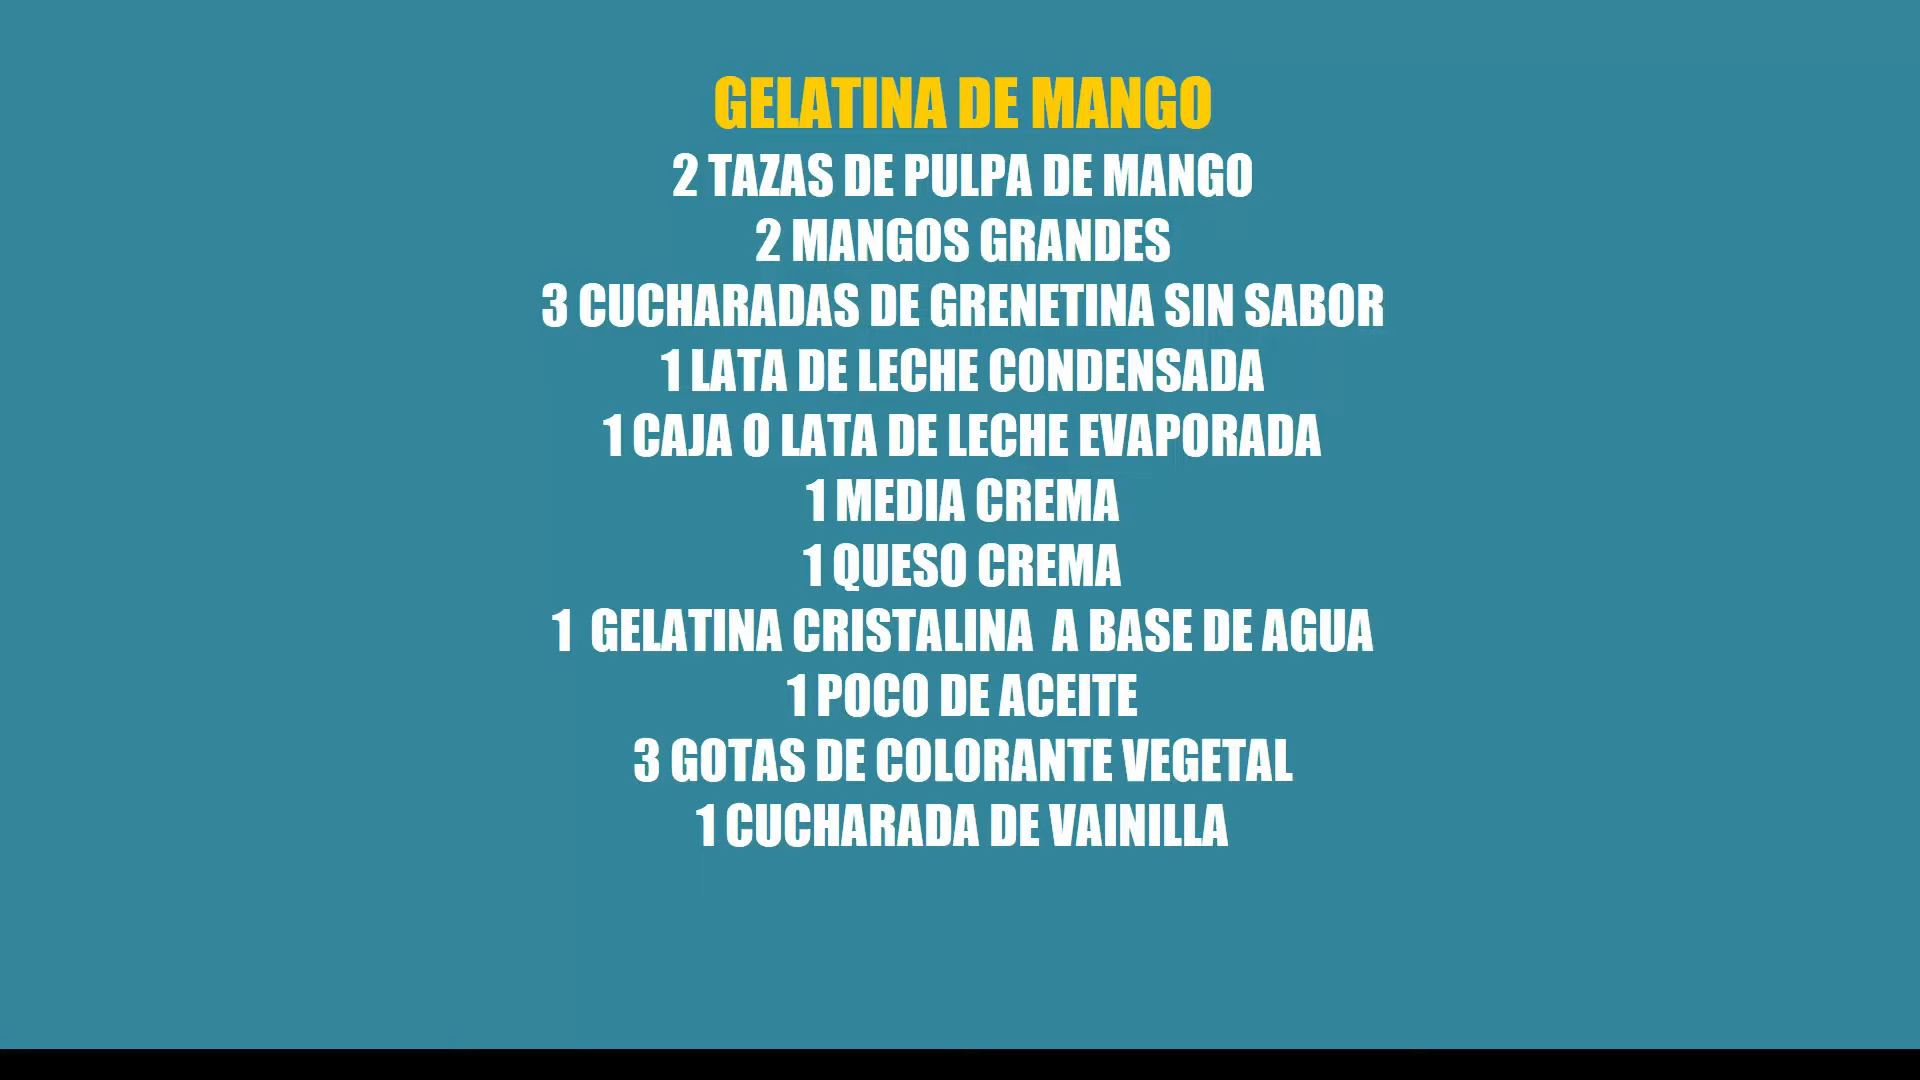 GELATINA DE MANGO
2 TAZAS DE PULPA DE MANGO
2 MANGOS GRANDES
3 CUCHARADAS DE GRENETINA SIN SABOR
1 LATA DE LECHE CONDENSADA
1 CAJA O LATA DE LECHE EVAPORADA
1 MEDIA CREMA
1 QUESO CREMA
1 GELATINA CRISTALINA A BASE DE AGUA
1 POCO DE ACEITE
3 GOTAS DE COLORANTE VEGETAL
1 CUCHARADA DE VAINILLA